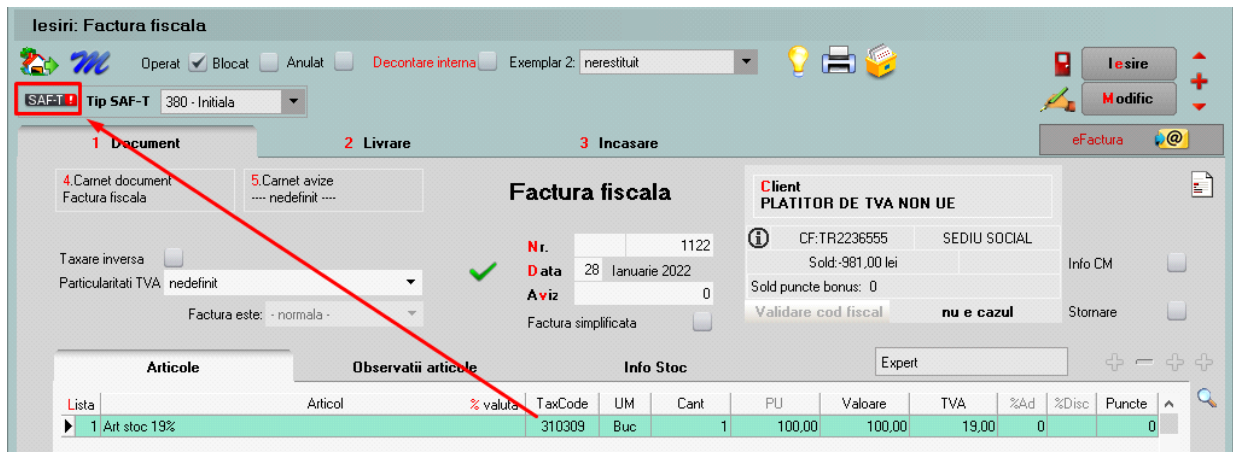 Iesiri: Factura fiscala
Operat Blocat Anulat Decontare interna Exemplar 2: nerestituit Iesire
SAF-T ! Tip SAF-T 380 - Initiala Modific
1 Document 2 Livrare 3 Incasare eFactura
4.Carnet document 5.Carnet avize
Factura fiscala ---- nedefinit ----
Factura fiscala
Client
PLATITOR DE TVA NON UE
Nr. 1122 CF:TR2236555 SEDIU SOCIAL
Taxare inversa Data 28 Ianuarie 2022 Sold:-981,00 lei Info CM
Particularitati TVA nedefinit Aviz 0 Sold puncte bonus: 0
Factura este: - normala - Factura simplificata Validare cod fiscal nu e cazul Stornare
Articole Observatii articole Info Stoc Expert
Lista Articol % valuta TaxCode UM Cant PU Valoare TVA %Ad %Disc Puncte
1 Art stoc 19% 310309 Buc 1 100,00 100,00 19,00 0 0